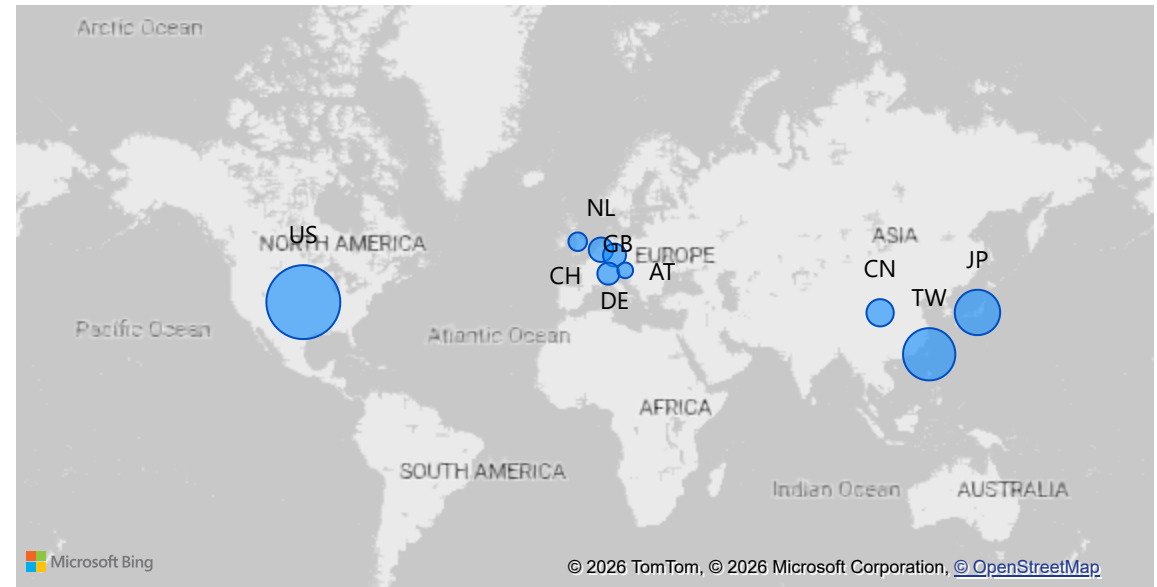 Arctic Ocean
NL
US
NORTH AMERICA
GB
EUROPE
ASIA
CH
AT
CN
JP
DE
TW
Pacific Ocean
Atlantic Ocean
AFRICA
SOUTH AMERICA
Indian Ocean
AUSTRALIA
Microsoft Bing
© 2026 TomTom, © 2026 Microsoft Corporation, © OpenStreetMap